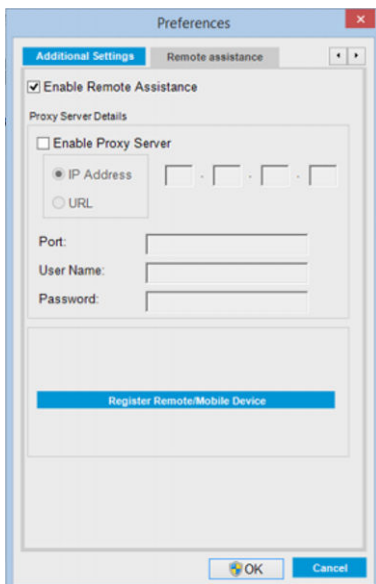 Preferences
Additional Settings
Remote assistance
Enable Remote Assistance
Proxy Server Details
Enable Proxy Server
IP Address
URL
Port:
User Name:
Password:
Register Remote/Mobile Device
OK
Cancel